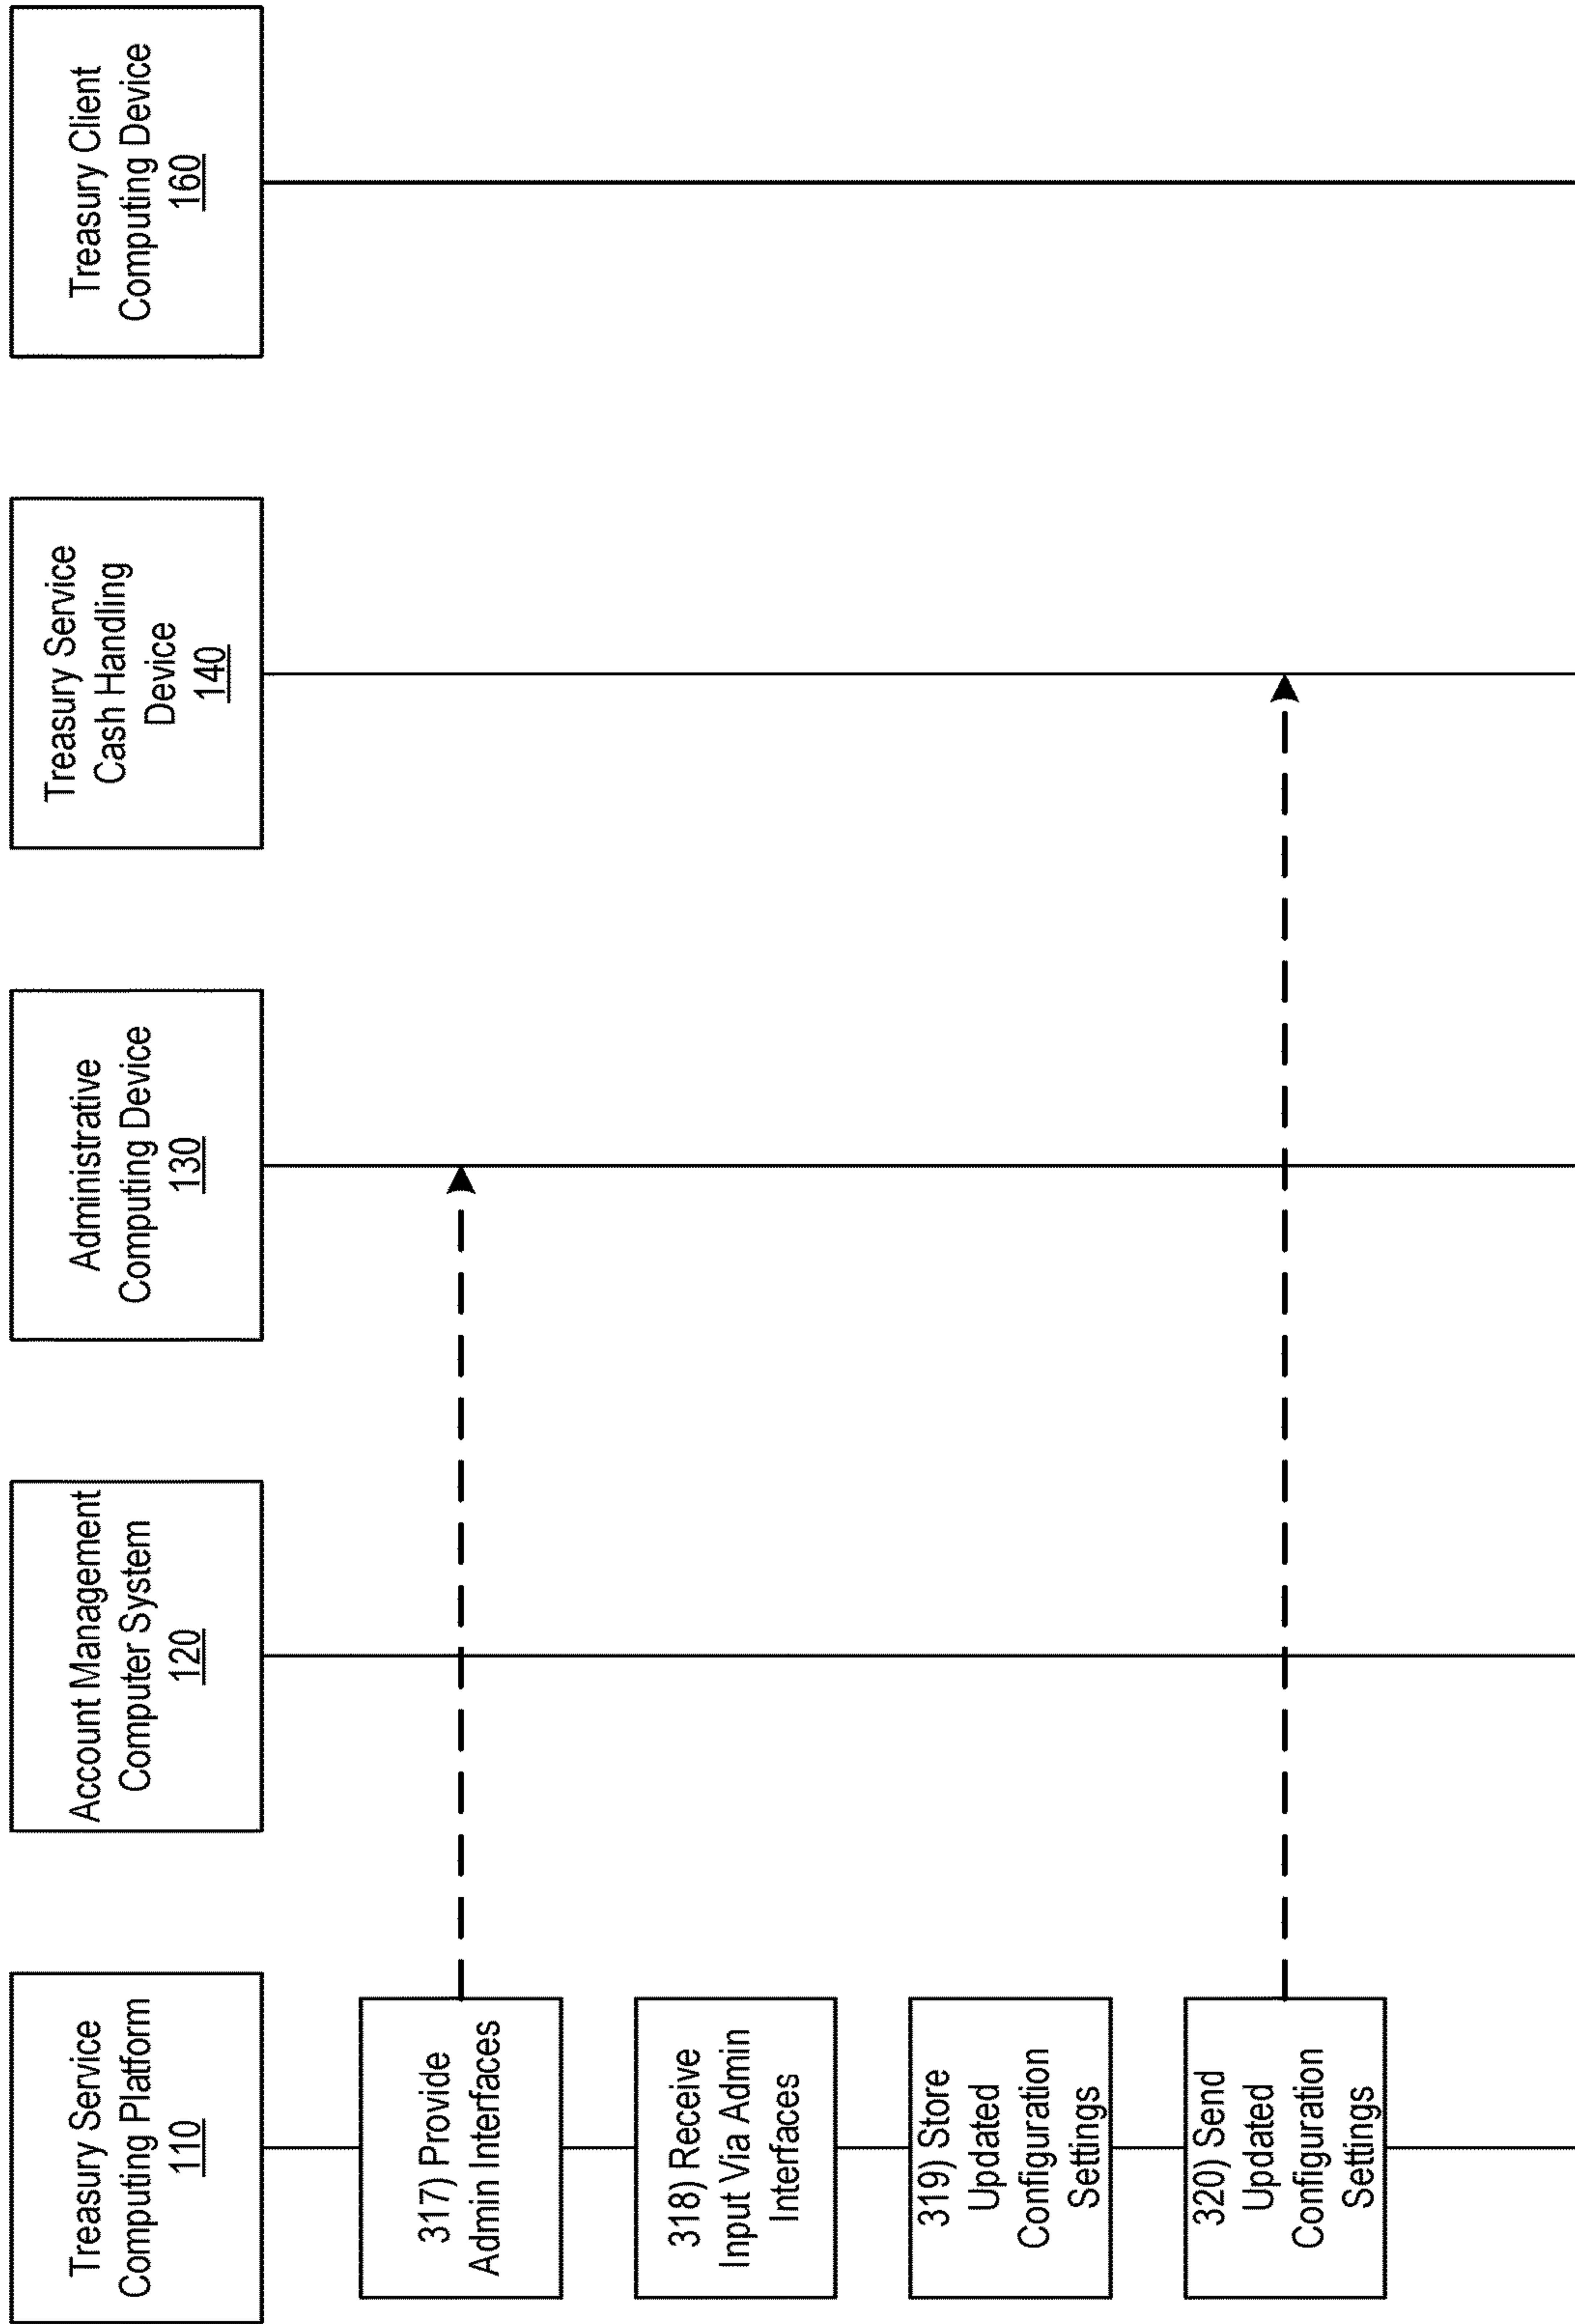 Treasury Service
Computing Platform
110
Account Management
Computer System
120
Administrative
Computing Device
130
Treasury Service
Cash Handling
Device
140
Treasury Client
Computing Device
160
317) Provide
Admin Interfaces
318) Receive
Input Via Admin
Interfaces
319) Store
Updated
Configuration
Settings
320) Send
Updated
Configuration
Settings